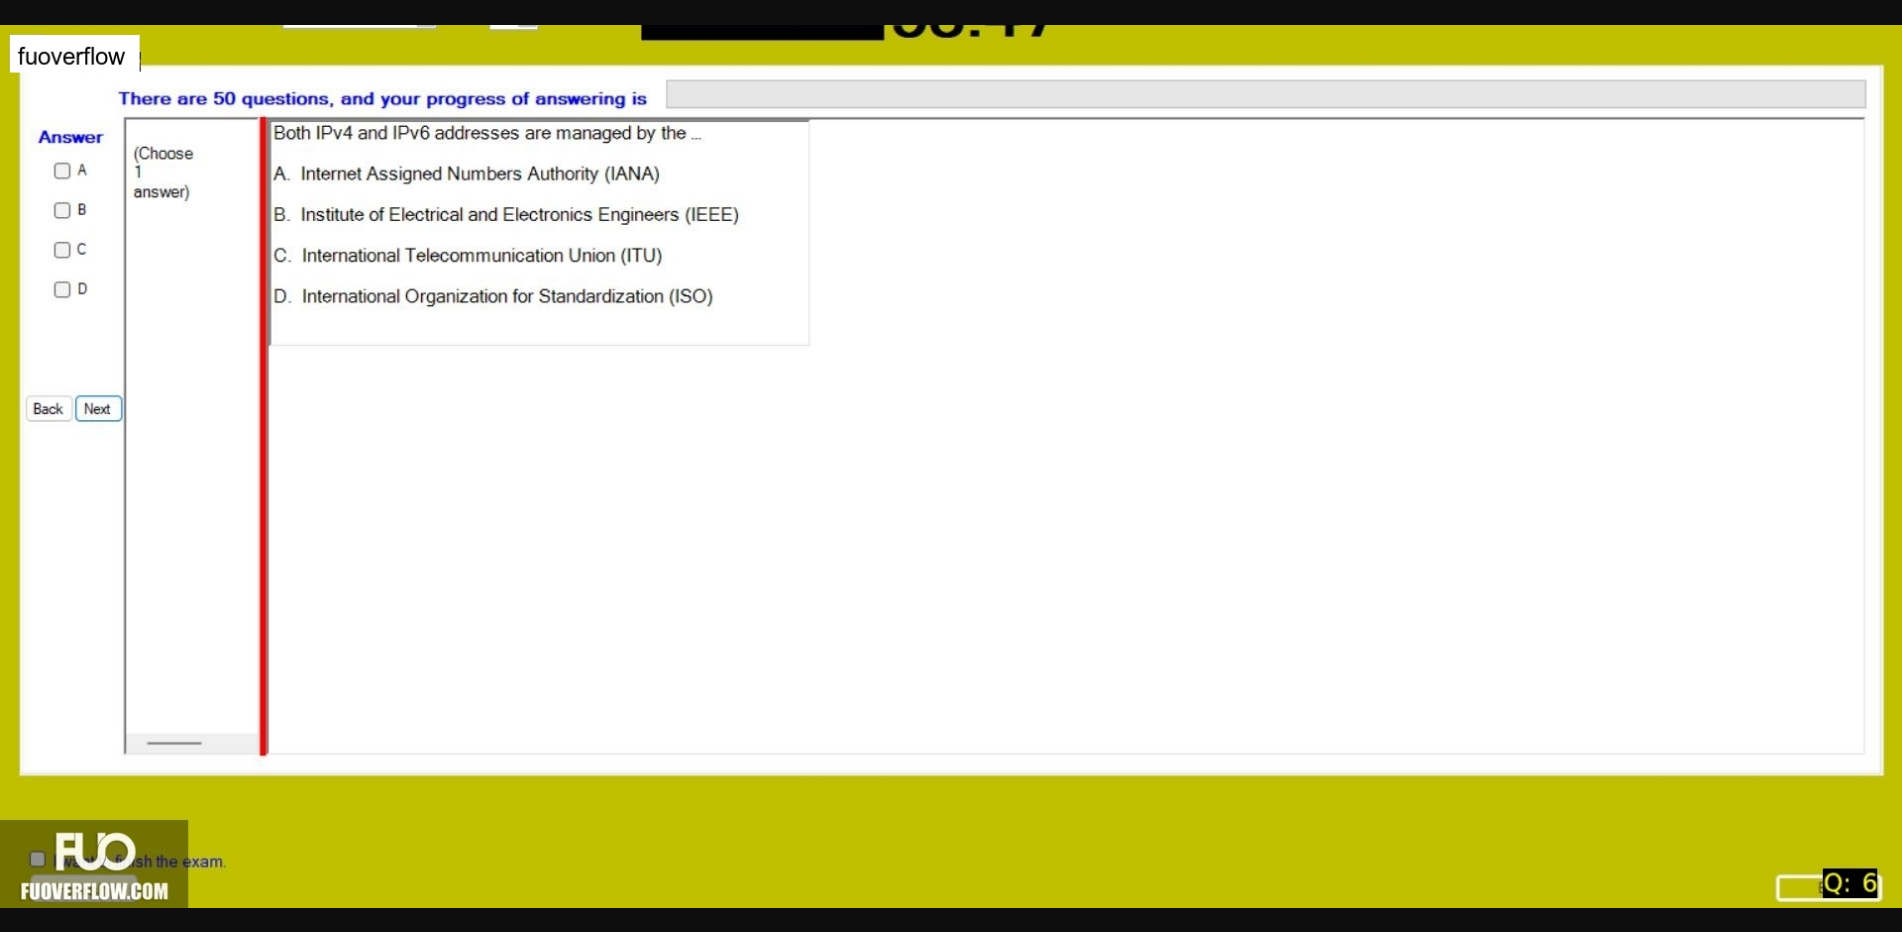 fuoverflow
There are 50 questions, and your progress of answering is
Answer
A
B
C
D
(Choose
1
answer)
Both IPv4 and IPv6 addresses are managed by the ...
A. Internet Assigned Numbers Authority (IANA)
B. Institute of Electrical and Electronics Engineers (IEEE)
C. International Telecommunication Union (ITU)
D. International Organization for Standardization (ISO)
Back Next
FUO
the exam.
FUOVERFLOW.COM
Q: 6